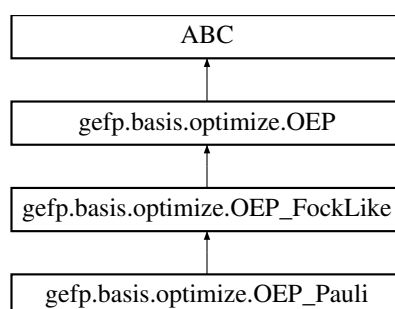 ABC
gefp.basis.optimize.OEP
gefp.basis.optimize.OEP_FockLike
gefp.basis.optimize.OEP_Pauli